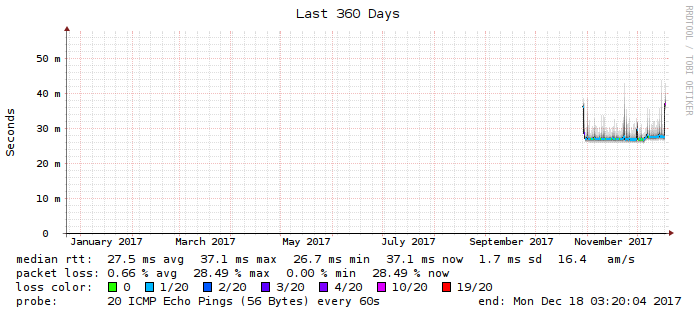 Last 360 Days
RRDTOOL / TOBI OETIKER
Seconds
50 m
40 m
30 m
20 m
10 m
0
January 2017 March 2017 May 2017 July 2017 September 2017 November 2017
median rtt: 27.5 ms avg 37.1 ms max 26.7 ms min 37.1 ms now 1.7 ms sd 16.4 am/s
packet loss: 0.66 % avg 28.49 % max 0.00 % min 28.49 % now
loss color: 0 1/20 2/20 3/20 4/20 10/20 19/20
probe: 20 ICMP Echo Pings (56 Bytes) every 60s end: Mon Dec 18 03:20:04 2017